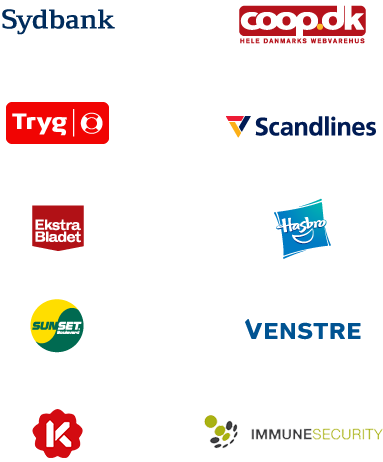 Sydbank
coop.dk
HELE DANMARKS WEBVAREHUS
Tryg
Scandlines
Ekstra
Bladet
Hasbro
SUNSET
Boulevard
VENSTRE
K
IMMUNESECURITY